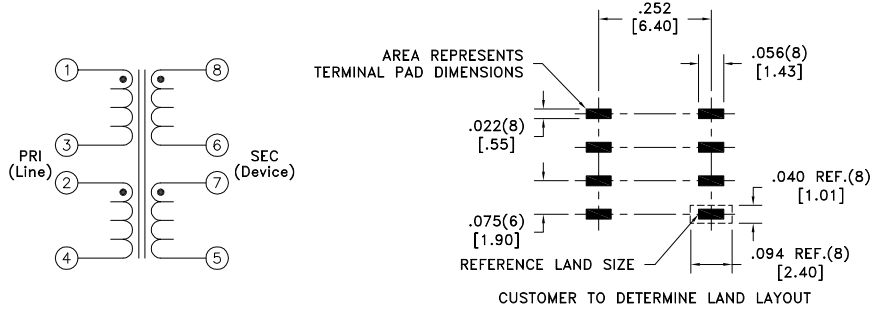 1
3
2
4
8
6
7
5
PRI
(Line)
SEC
(Device)
.252
[6.40]
AREA REPRESENTS
TERMINAL PAD DIMENSIONS
.056(8)
[1.43]
.022(8)
[.55]
.040 REF.(8)
[1.01]
.075(6)
[1.90]
.094 REF.(8)
[2.40]
REFERENCE LAND SIZE
CUSTOMER TO DETERMINE LAND LAYOUT